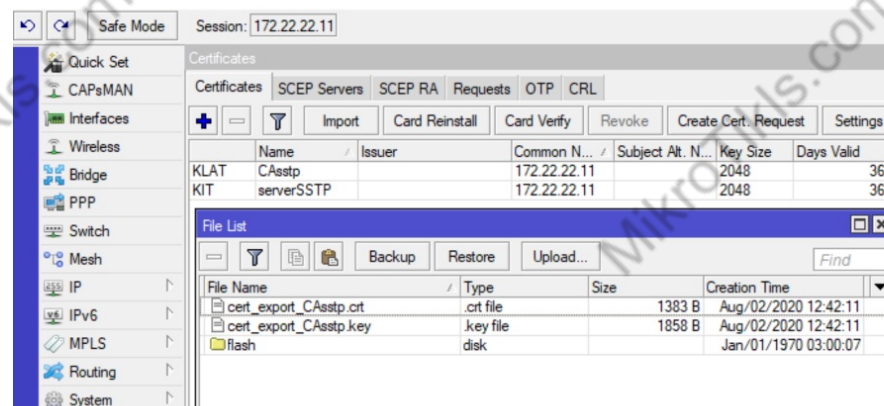 Safe Mode Session: 172.22.22.11
Quick Set
CAPsMAN
Interfaces
Wireless
Bridge
PPP
Switch
Mesh
IP
IPv6
MPLS
Routing
System
Certificates
Certificates SCEP Servers SCEP RA Requests OTP CRL
Import Card Reinstall Card Verify Revoke Create Cert. Request Settings
Name Issuer Common N... Subject Alt. N... Key Size Days Valid
KLAT CAsstp 172.22.22.11 2048 36
KIT serverSSTP 172.22.22.11 2048 36
File List
Backup Restore Upload... Find
File Name Type Size Creation Time
cert_export_CAsstp.crt .crt file 1383 B Aug/02/2020 12:42:11
cert_export_CAsstp.key .key file 1858 B Aug/02/2020 12:42:11
flash disk Jan/01/1970 03:00:07
MikroTikIs.com